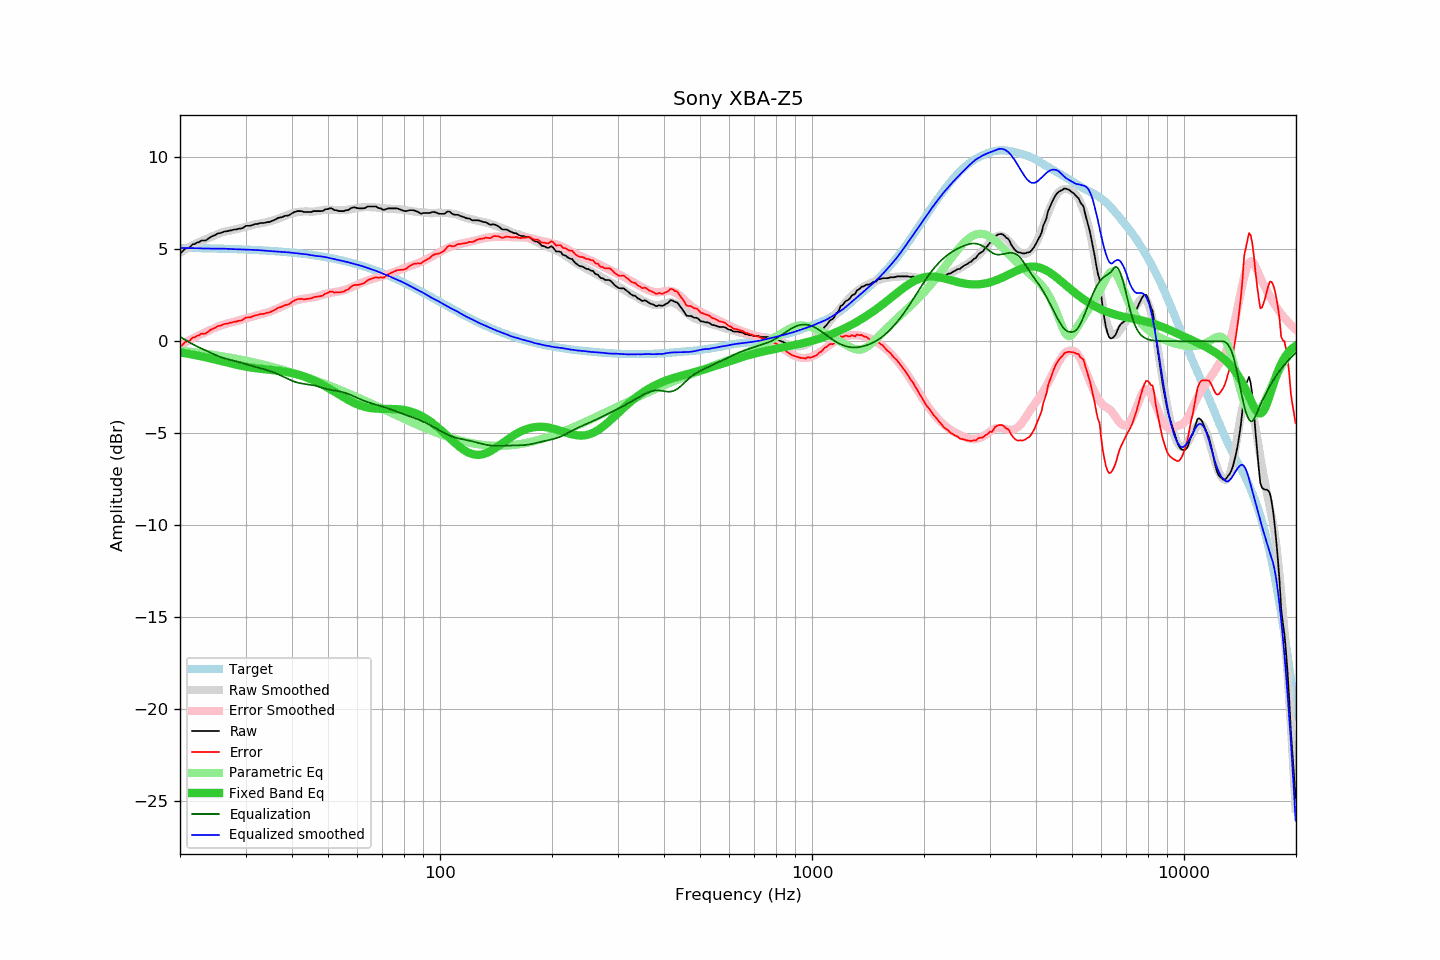 Sony XBA-Z5
Amplitude (dBr)
10
5
0
−5
−10
−15
−20
−25
Target
Raw Smoothed
Error Smoothed
Raw
Error
Parametric Eq
Fixed Band Eq
Equalization
Equalized smoothed
100
1000
10000
Frequency (Hz)